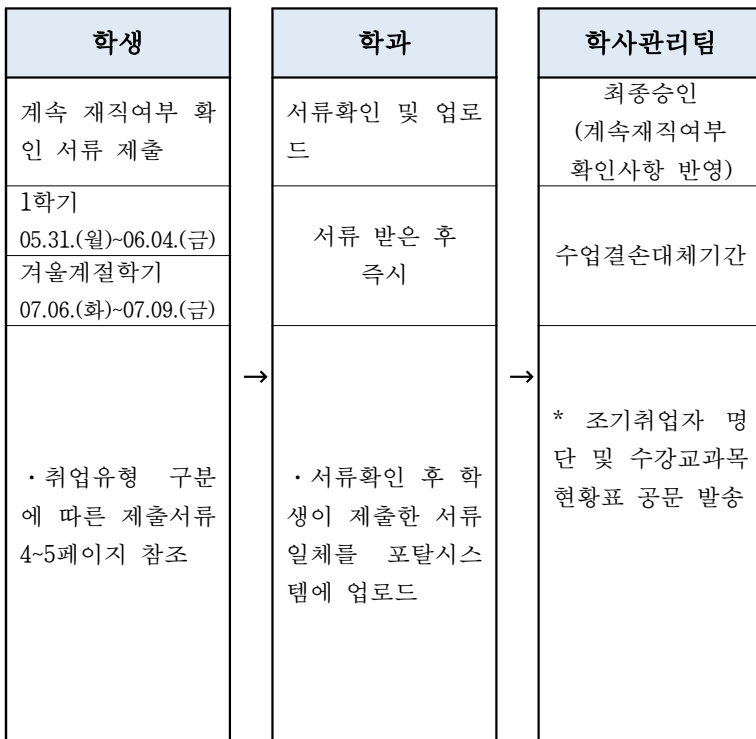 학생
계속 재직여부 확
인 서류 제출
1학기
05.31.(월)~06.04.(금)
겨울계절학기
07.06.(화)~07.09.(금)
・취업유형 구분
에 따른 제출서류
4~5페이지 참조
→
학과
서류확인 및 업로
드
서류 받은 후
즉시
・서류확인 후 학
생이 제출한 서류
일체를 포탈시스
템에 업로드
→
학사관리팀
최종승인
(계속재직여부
확인사항 반영)
수업결손대체기간
* 조기취업자 명
단 및 수강교과목
현황표 공문 발송